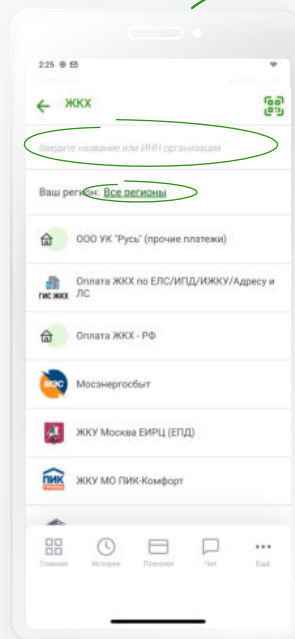 2:25
ЖКХ
Введите название или ИНН организации
Ваш регион: Все регионы
ООО УК "Русь" (прочие платежи)
ГИС ЖКХ
Оплата ЖКХ по ЕЛС/ИПД/ИЖКУ/Адресу и
ЛС
Оплата ЖКХ - РФ
МЭС
Мосэнергосбыт
ЖКУ Москва ЕИРЦ (ЕПД)
ПИК
ЖКУ МО ПИК-Комфорт
Главная
История
Платежи
Чат
Ещё